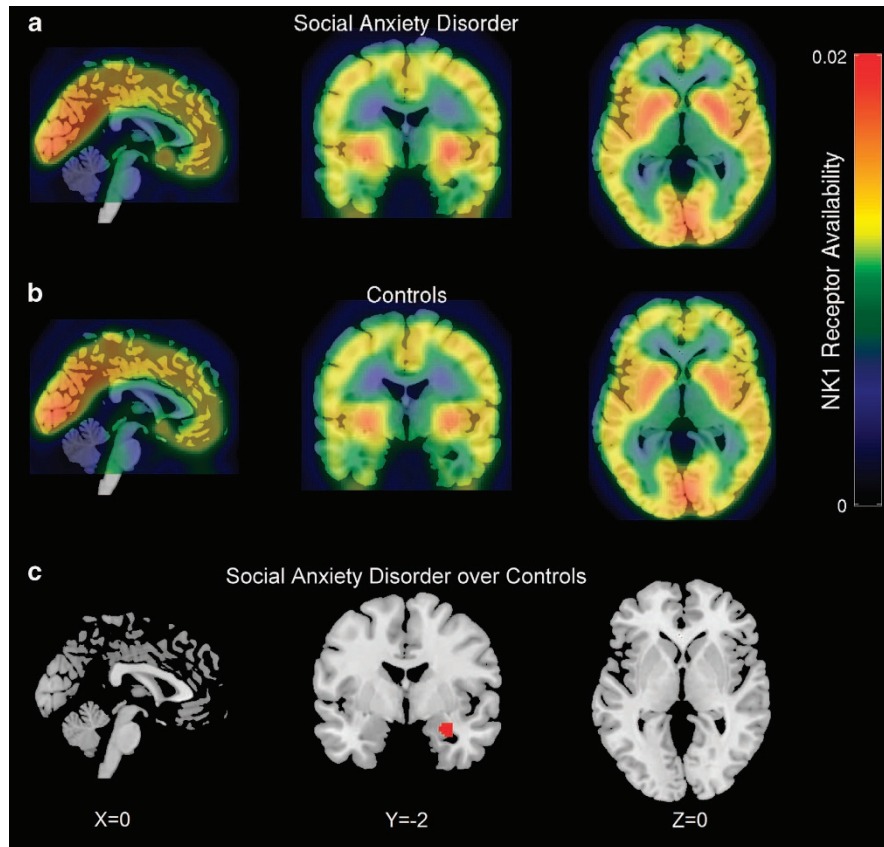 a
Social Anxiety Disorder
0.02
NK1 Receptor Availability
0
b
Controls
c
Social Anxiety Disorder over Controls
X=0
Y=-2
Z=0